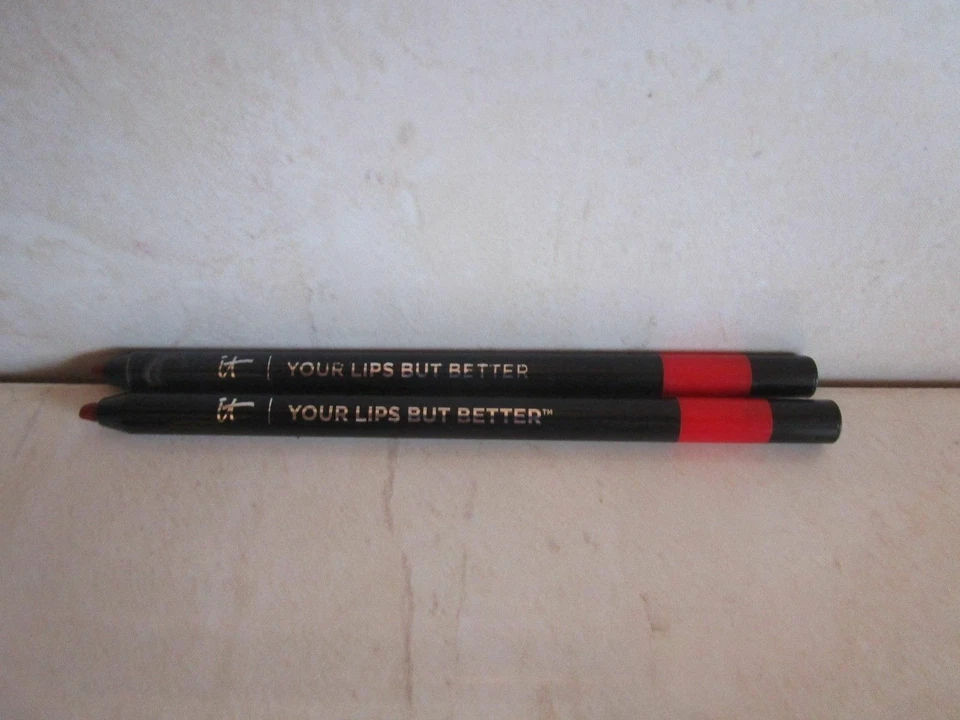 it | YOUR LIPS BUT BETTER
it | YOUR LIPS BUT BETTER™